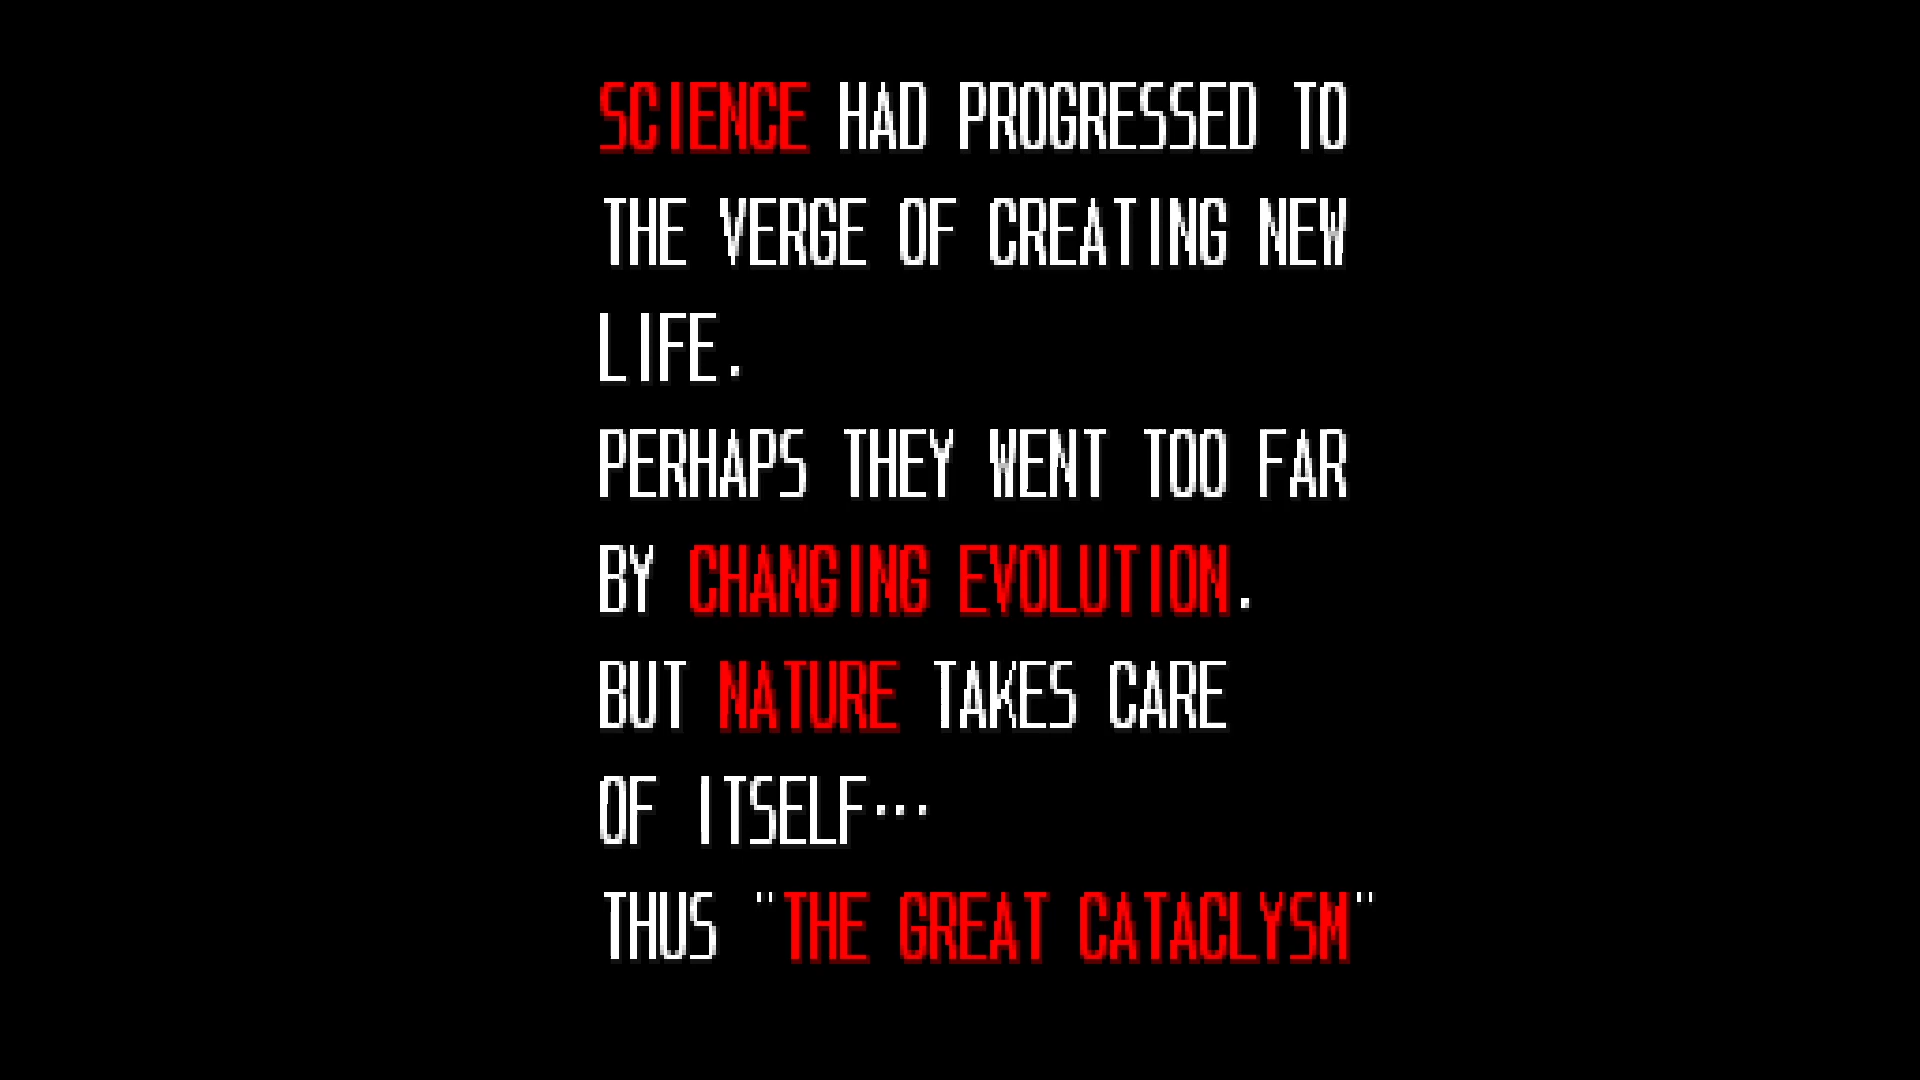 SCIENCE HAD PROGRESSED TO
THE VERGE OF CREATING NEW
LIFE.
PERHAPS THEY WENT TOO FAR
BY CHANGING EVOLUTION.
BUT NATURE TAKES CARE
OF ITSELF…
THUS "THE GREAT CATACLYSM"